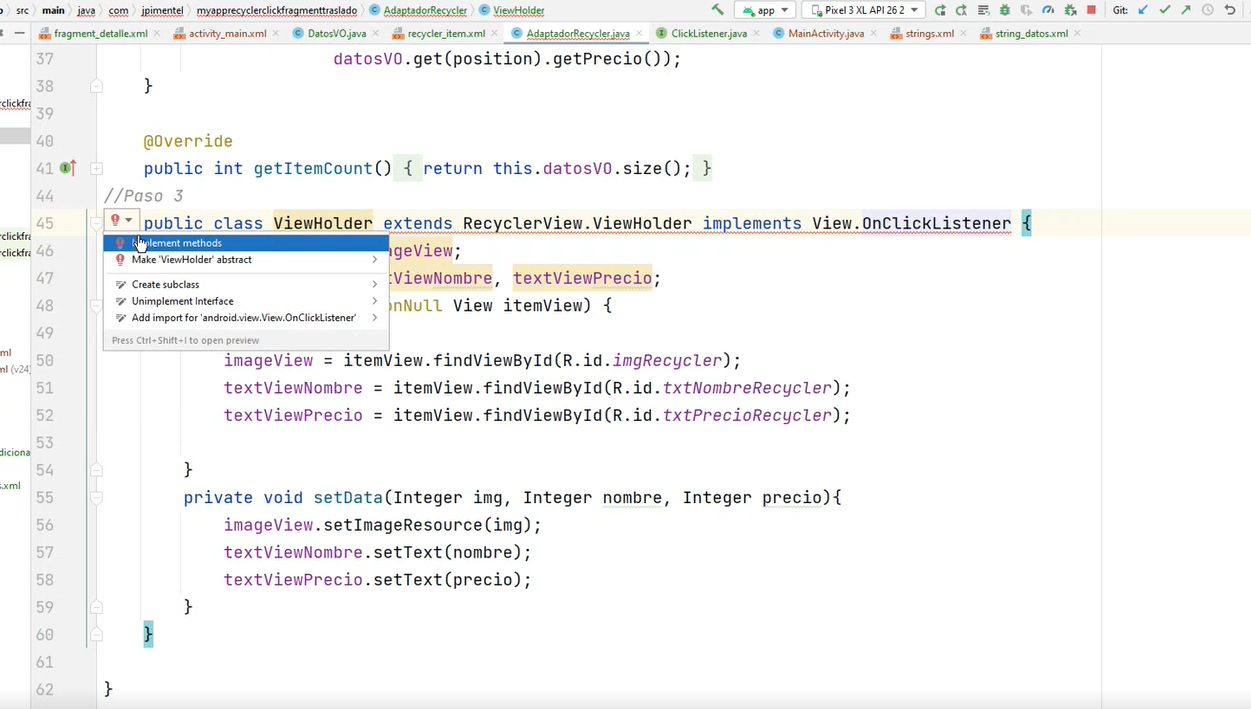 src main java com jpimentel myapprecyclerclickfragmenttraslado AdaptadorRecycler ViewHolder app Pixel 3 XL API 26 2 Git:
fragment_detalle.xml activity_main.xml DatosVO.java recycler_item.xml AdaptadorRecycler.java ClickListener.java MainActivity.java strings.xml string_datos.xml
37 datosVO.get(position).getPrecio());
38 }
39
40 @Override
41 public int getItemCount() { return this.datosVO.size(); }
44 //Paso 3
45 public class ViewHolder extends RecyclerView.ViewHolder implements View.OnClickListener {
46
47 textViewPrecio;
48 View itemView) {
49
50 imageView = itemView.findViewById(R.id.imgRecycler);
51 textViewNombre = itemView.findViewById(R.id.txtNombreRecycler);
52 textViewPrecio = itemView.findViewById(R.id.txtPrecioRecycler);
53
54 }
55 private void setData(Integer img, Integer nombre, Integer precio){
56 imageView.setImageResource(img);
57 textViewNombre.setText(nombre);
58 textViewPrecio.setText(precio);
59 }
60 }
61
62 }
methods
Make 'ViewHolder' abstract
Create subclass
Unimplement Interface
Add import for 'android.view.View.OnClickListener'
Press Ctrl+Shift+I to open preview